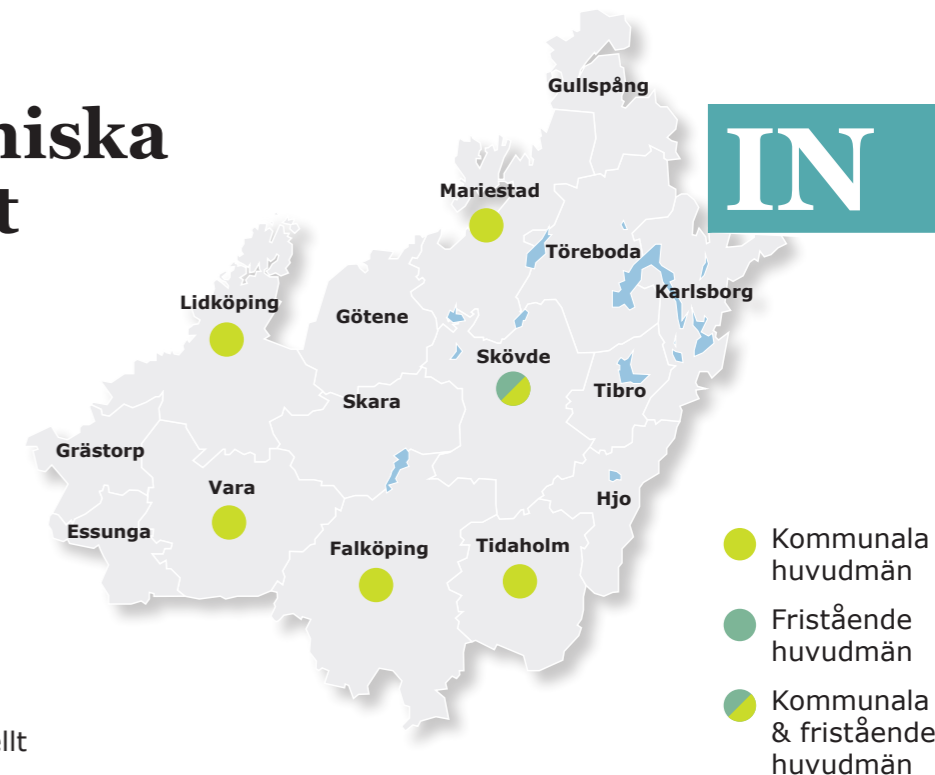 niska
t
IN
Gullspång
Mariestad
Töreboda
Karlsborg
Lidköping
Götene
Skövde
Tibro
Skara
Grästorp
Vara
Hjo
Essunga
Falköping
Tidaholm
Kommunala
huvudmän
Fristående
huvudmän
Kommunala
& fristående
huvudmän
llt